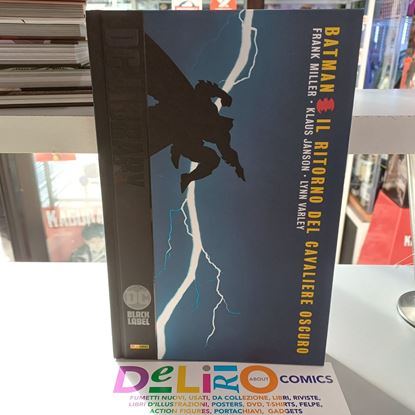 BATMAN IL RITORNO DEL CAVALIERE OSCURO
FRANK MILLER • KLAUS JANSON • LYNN VARLEY
DC
BLACK LABEL
DELIRIO
ABOUT
COMICS
FUMETTI NUOVI, USATI, DA COLLEZIONE, LIBRI, RIVISTE,
LIBRI D'ILLUSTRAZIONI, POSTERS, DVD, T-SHIRTS, FELPE,
ACTION FIGURES, PORTACHIAVI, GADGETS